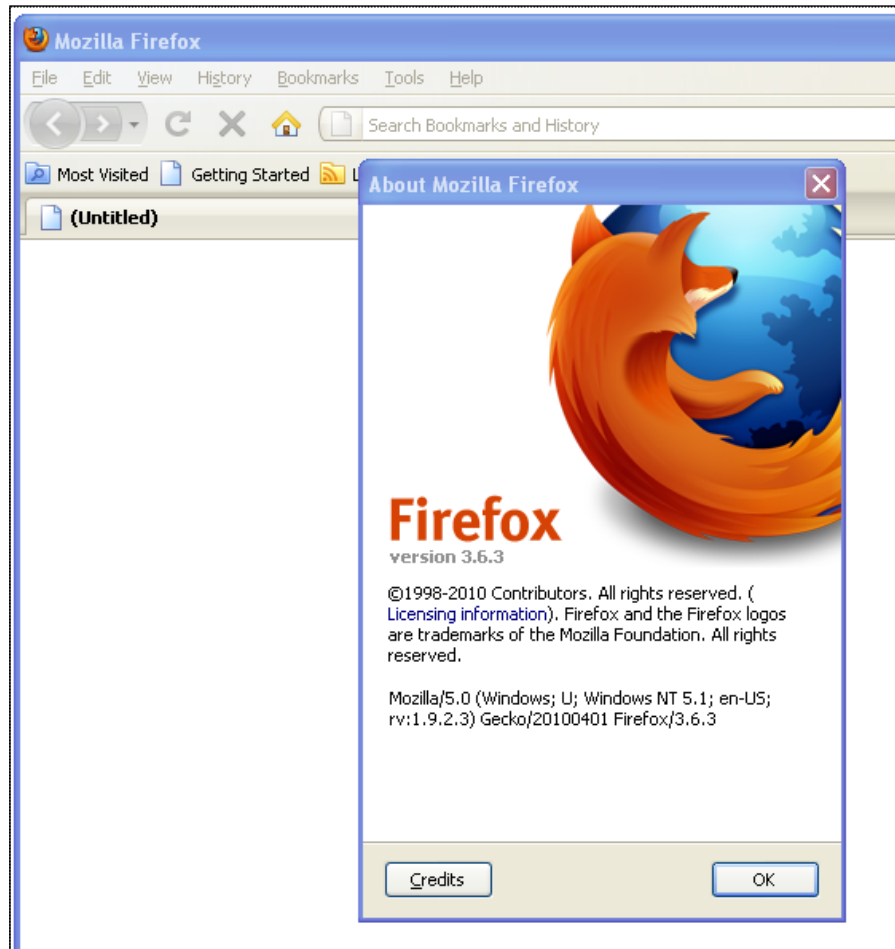 Mozilla Firefox
File Edit View History Bookmarks Tools Help
Search Bookmarks and History
Most Visited Getting Started L
(Untitled)
About Mozilla Firefox
Firefox
version 3.6.3
©1998-2010 Contributors. All rights reserved. (
Licensing information). Firefox and the Firefox logos
are trademarks of the Mozilla Foundation. All rights
reserved.
Mozilla/5.0 (Windows; U; Windows NT 5.1; en-US;
rv:1.9.2.3) Gecko/20100401 Firefox/3.6.3
Credits OK